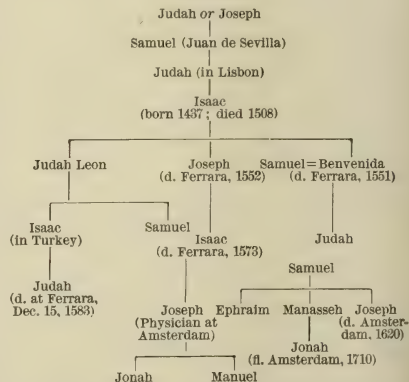 Judah or Joseph
Samuel (Juan de Sevilla)
Judah (in Lisbon)
Isaac
(born 1437; died 1508)
Judah Leon
Joseph
(d. Ferrara, 1552)
Samuel=Benvenida
(d. Ferrara, 1551)
Isaac
(in Turkey)
Samuel
Isaac
(d. Ferrara, 1573)
Judah
Judah
(d. at Ferrara,
Dec. 15, 1583)
Samuel
Joseph
(Physician at
Amsterdam)
Ephraim
Manasseh
Joseph
(d. Amster-
dam, 1620)
Jonah
(fl. Amsterdam, 1710)
Jonah
Manuel